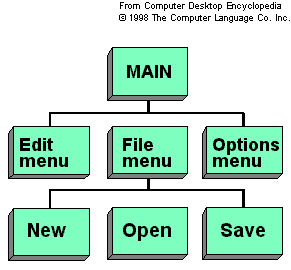 From Computer Desktop Encyclopedia
© 1998 The Computer Language Co. Inc.
MAIN
Edit
menu
File
menu
Options
menu
New
Open
Save